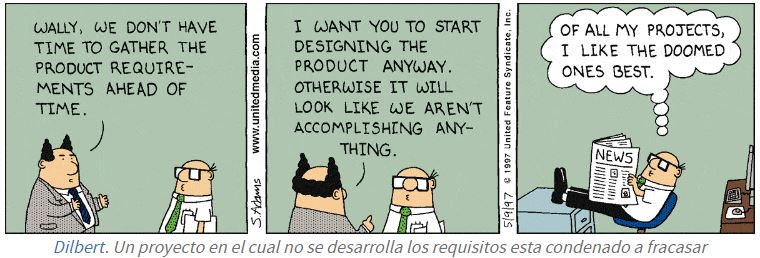 WALLY, WE DON'T HAVE
TIME TO GATHER THE
PRODUCT REQUIRE-
MENTS AHEAD OF
TIME.
S.Adams
www.unitedmedia.com
I WANT YOU TO START
DESIGNING THE
PRODUCT ANYWAY.
OTHERWISE IT WILL
LOOK LIKE WE AREN'T
ACCOMPLISHING ANY-
THING.
5/9/97 © 1997 United Feature Syndicate, Inc.
OF ALL MY PROJECTS,
I LIKE THE DOOMED
ONES BEST.
NEWS
Dilbert. Un proyecto en el cual no se desarrolla los requisitos esta condenado a fracasar